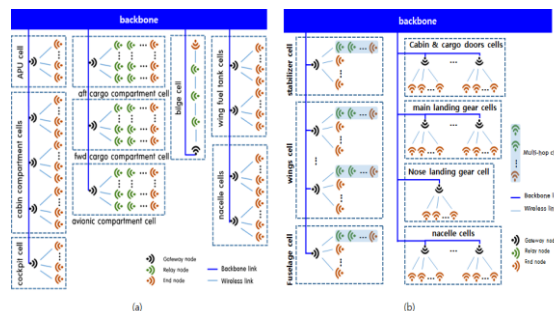 backbone
APU cell
cabin compartment cells
cockpit cell
aft cargo compartment cell
fwd cargo compartment cell
avionic compartment cell
bilge cell
wing fuel tank cells
nacelle cells
Gateway node
Relay node
End node
Backbone link
Wireless link
(a)
backbone
stabilizer cell
wings cell
Fuselage cell
Cabin & cargo doors cells
main landing gear cells
Nose landing gear cell
nacelle cells
Multi-hop
Backbone
Wireless
Gateway node
Relay node
End node
(b)